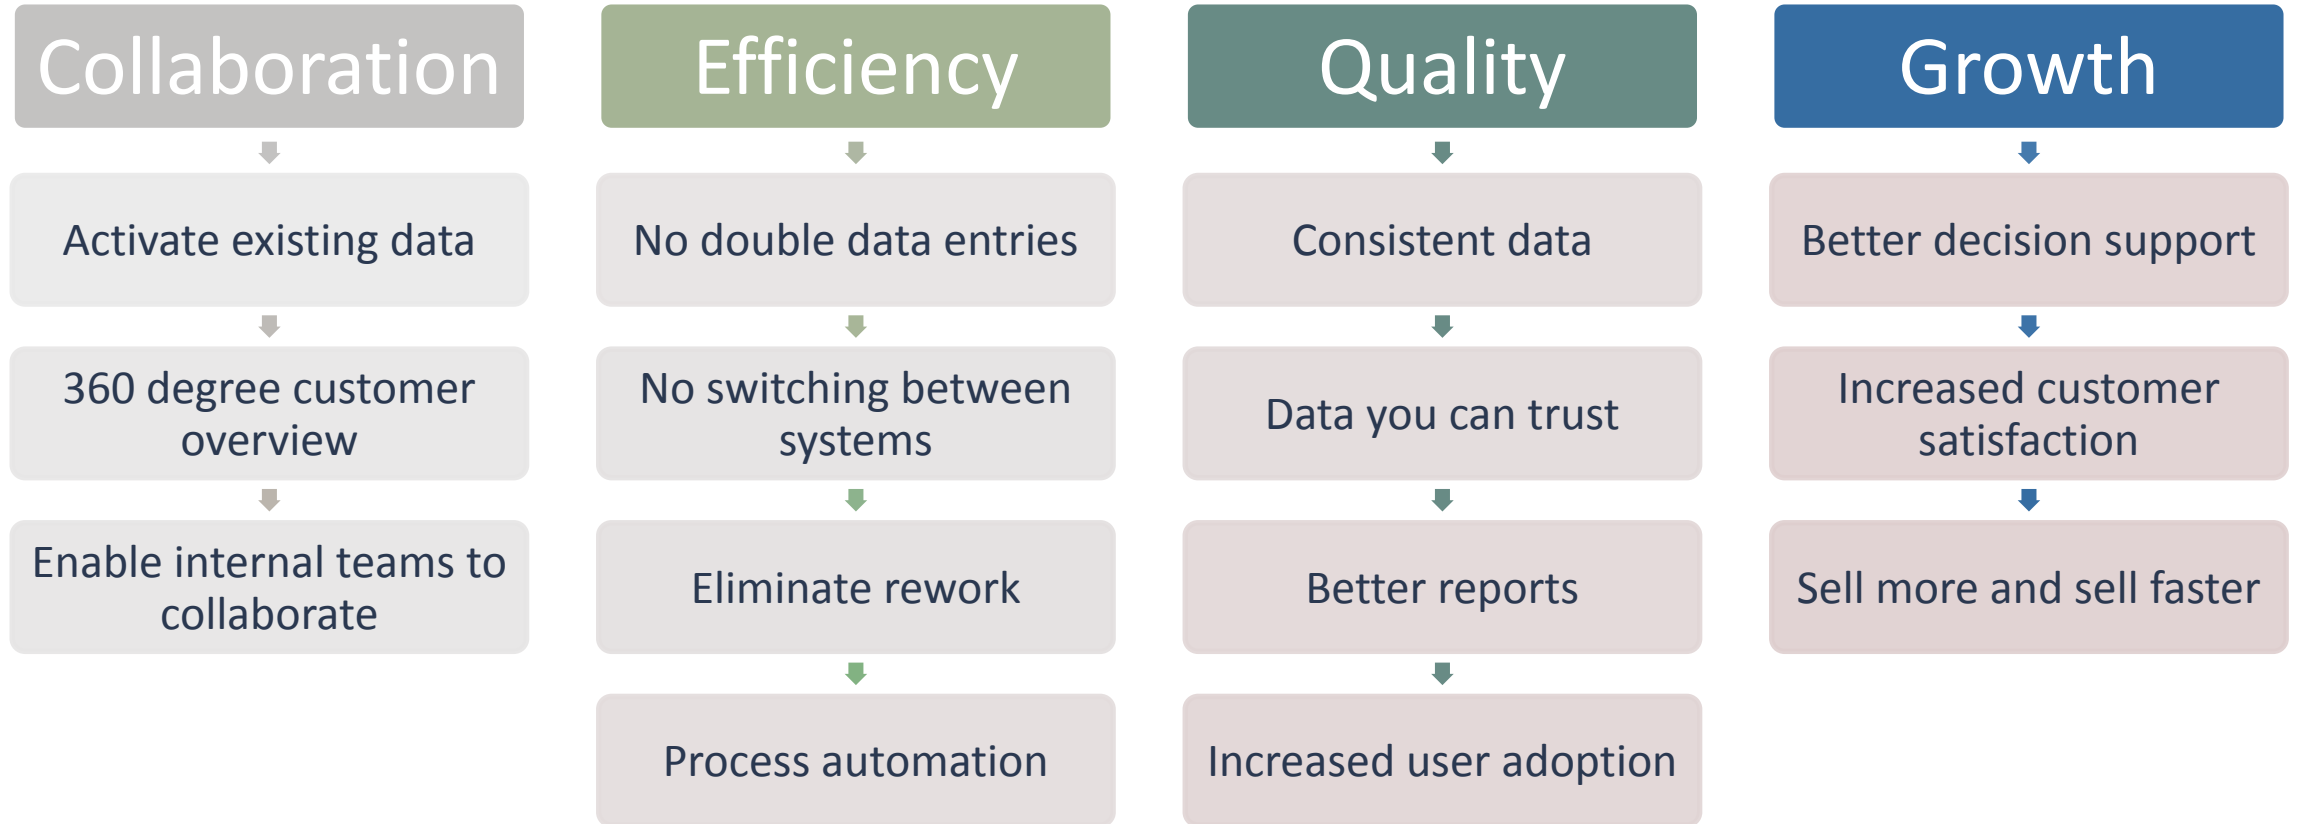 Collaboration
Activate existing data
360 degree customer
overview
Enable internal teams to
collaborate
Efficiency
No double data entries
No switching between
systems
Eliminate rework
Process automation
Quality
Consistent data
Data you can trust
Better reports
Increased user adoption
Growth
Better decision support
Increased customer
satisfaction
Sell more and sell faster